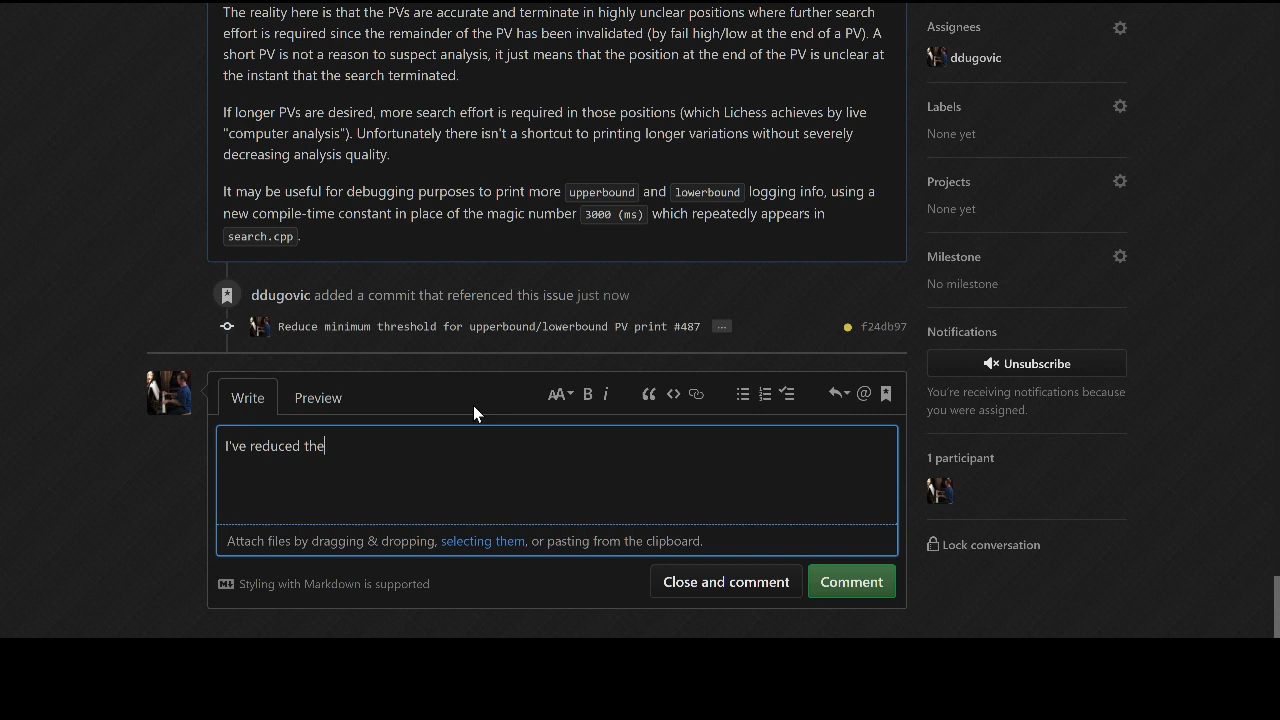 The reality here is that the PVs are accurate and terminate in highly unclear positions where further search
effort is required since the remainder of the PV has been invalidated (by fail high/low at the end of a PV). A
short PV is not a reason to suspect analysis, it just means that the position at the end of the PV is unclear at
the instant that the search terminated.
If longer PVs are desired, more search effort is required in those positions (which Lichess achieves by live
"computer analysis"). Unfortunately there isn't a shortcut to printing longer variations without severely
decreasing analysis quality.
It may be useful for debugging purposes to print more upperbound and lowerbound logging info, using a
new compile-time constant in place of the magic number 3000 (ms) which repeatedly appears in
search.cpp.
ddugovic added a commit that referenced this issue just now
Reduce minimum threshold for upperbound/lowerbound PV print #487 ... f24db97
Write Preview AA B i @
I've reduced the
Attach files by dragging & dropping, selecting them, or pasting from the clipboard.
Styling with Markdown is supported
Close and comment Comment
Assignees
ddugovic
Labels
None yet
Projects
None yet
Milestone
No milestone
Notifications
Unsubscribe
You're receiving notifications because
you were assigned.
1 participant
Lock conversation